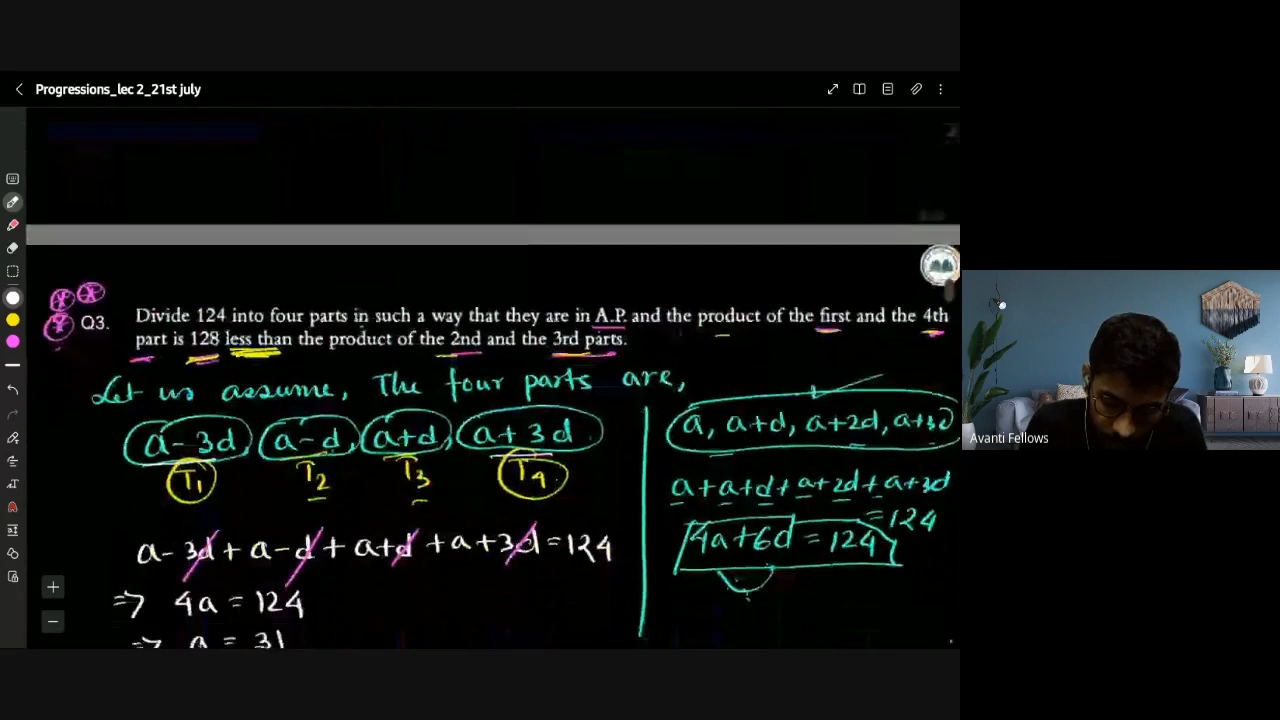 Progressions_lec 2_21st july
Q3. Divide 124 into four parts in such a way that they are in A.P. and the product of the first and the 4th
part is 128 less than the product of the 2nd and the 3rd parts.
Let us assume, The four parts are,
a-3d, a-d, a+d, a+3d
T1 T2 T3 T4
a-3d + a-d + a+d + a+3d = 124
=> 4a = 124
=> a = 31
a, a+d, a+2d, a+3d
a+a+d+a+2d+a+3d
=124
4a+6d = 124
Avanti Fellows